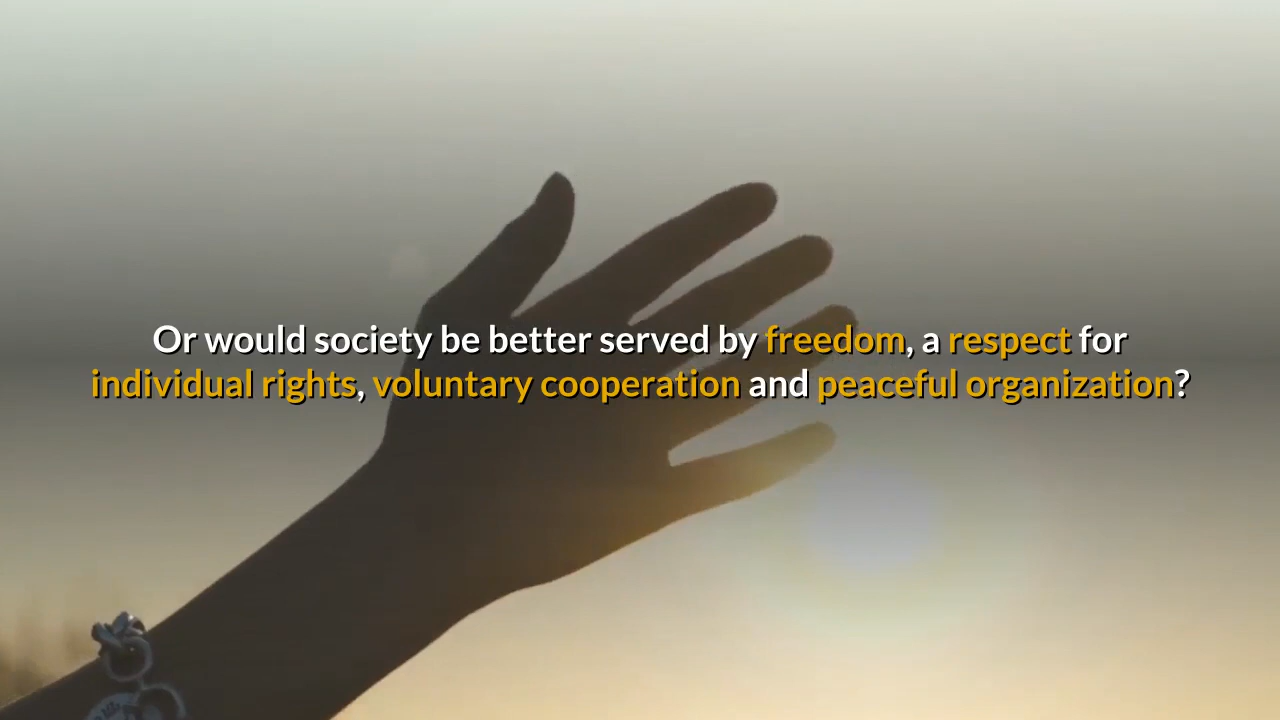 Or would society be better served by freedom, a respect for
individual rights, voluntary cooperation and peaceful organization?